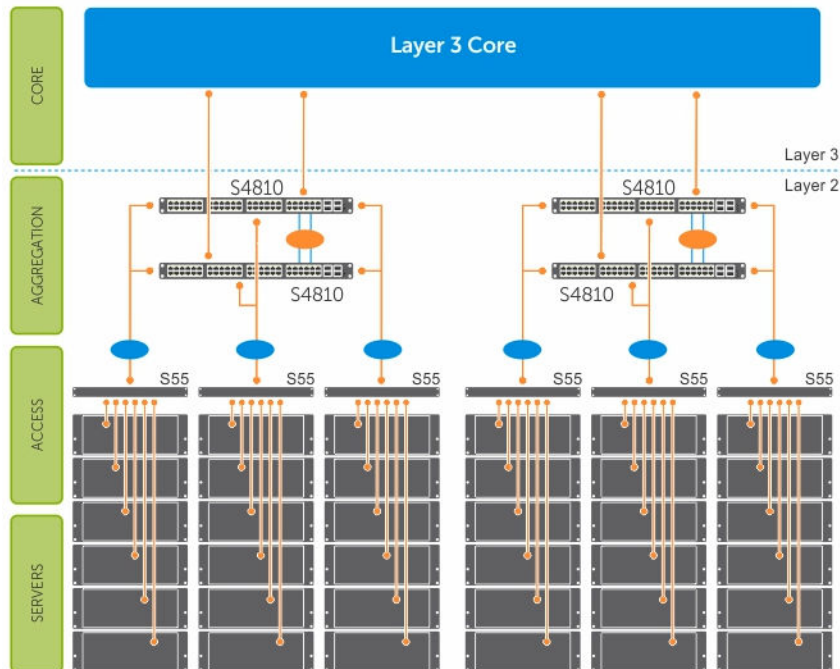 CORE
Layer 3 Core
Layer 3
Layer 2
AGGREGATION
S4810
S4810
S4810
S4810
ACCESS
S55
S55
S55
S55
S55
S55
SERVERS